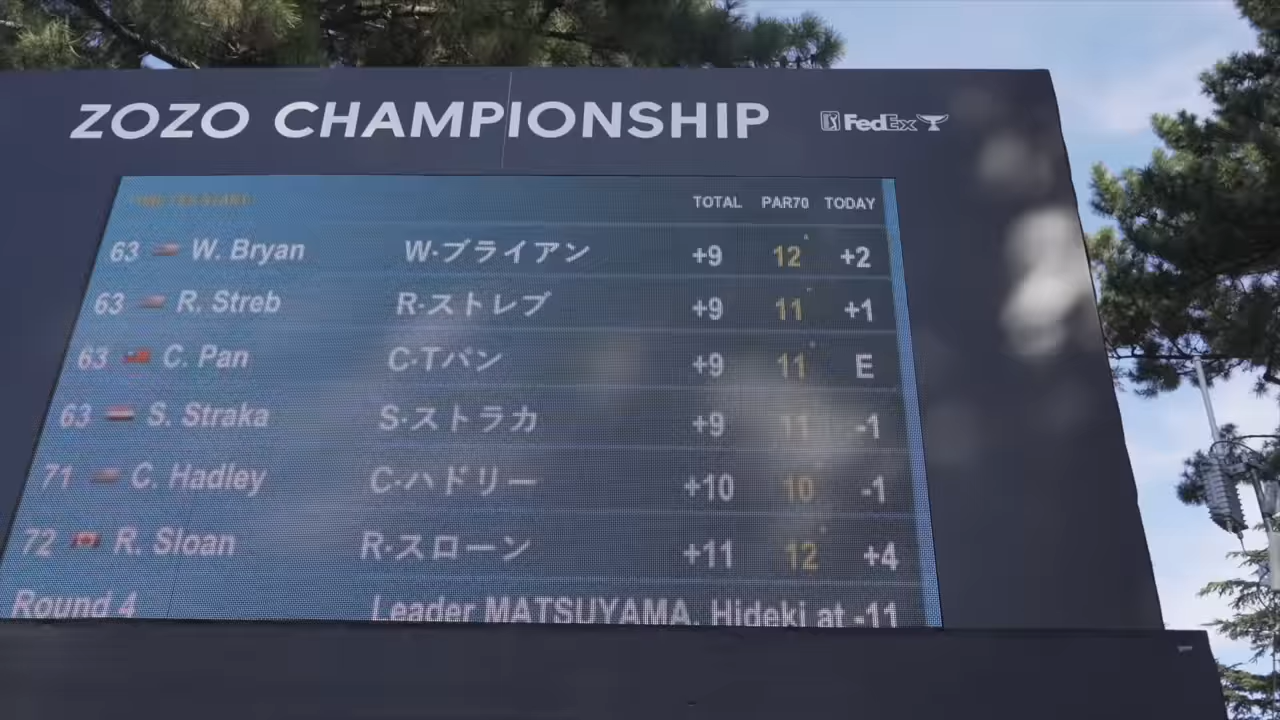 ZOZO CHAMPIONSHIP FedEx
TOTAL PAR70 TODAY
63 W. Bryan W·ブライアン +9 12* +2
63 R. Streb R·ストレブ +9 11* +1
63 C. Pan C·Tパン +9 11* E
63 S. Straka S·ストラカ +9 11 -1
71 C. Hadley C·ハドリー +10 10 -1
72 R. Sloan R·スローン +11 12* +4
Round 4 Leader MATSUYAMA, Hideki at -11